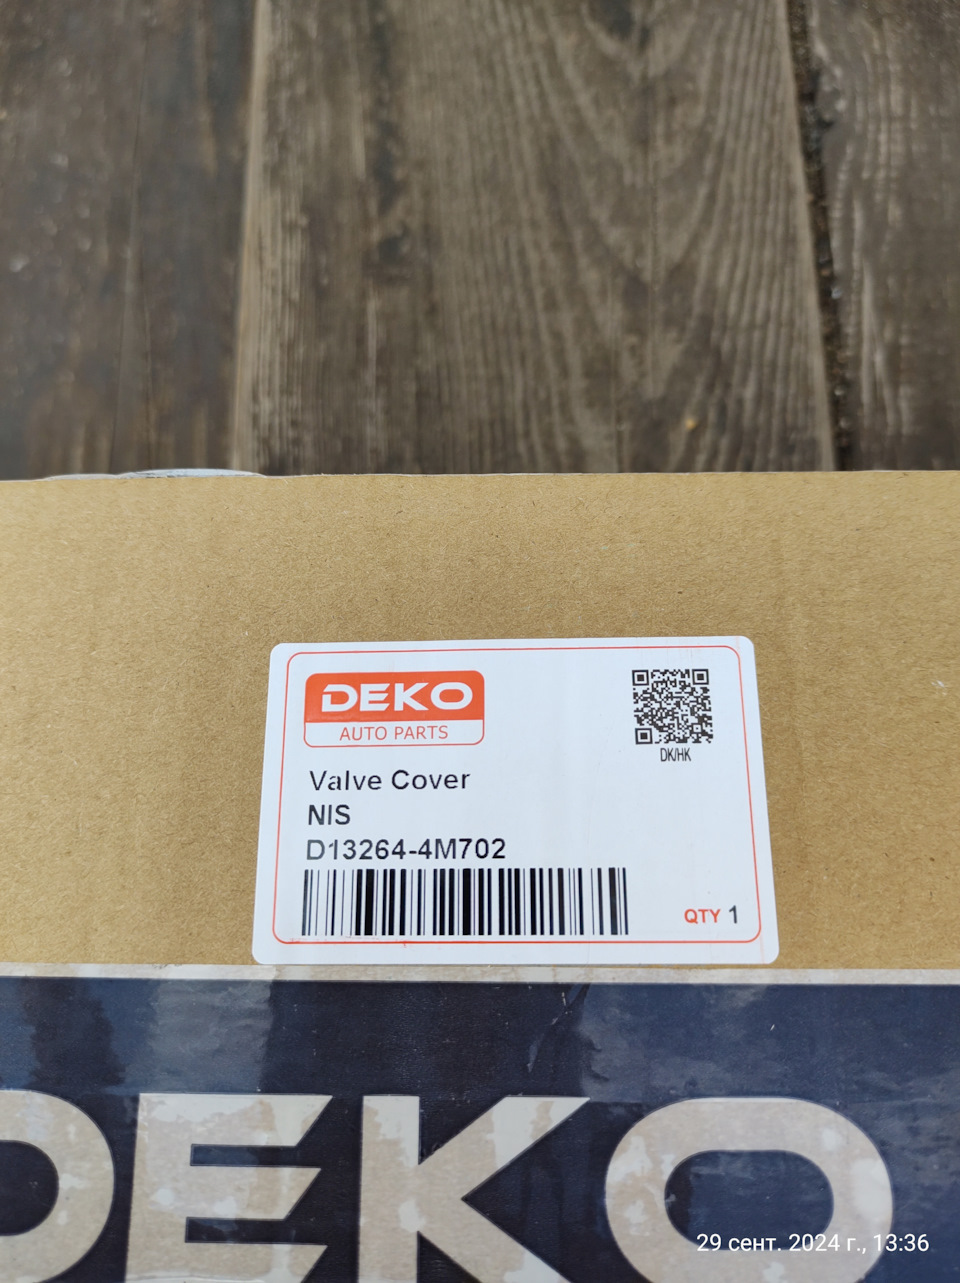 DEKO
AUTO PARTS
DK/HK
Valve Cover
NIS
D13264-4M702
QTY 1
DEKO
29 сент. 2024 г., 13:36